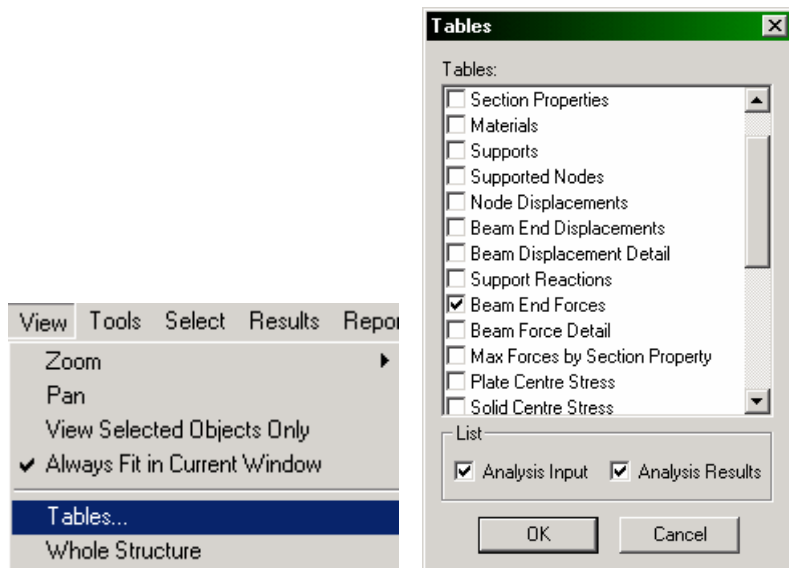 View Tools Select Results Repor
Zoom
Pan
View Selected Objects Only
Always Fit in Current Window
Tables...
Whole Structure
Tables
Tables:
Section Properties
Materials
Supports
Supported Nodes
Node Displacements
Beam End Displacements
Beam Displacement Detail
Support Reactions
Beam End Forces
Beam Force Detail
Max Forces by Section Property
Plate Centre Stress
Solid Centre Stress
List
Analysis Input Analysis Results
OK Cancel